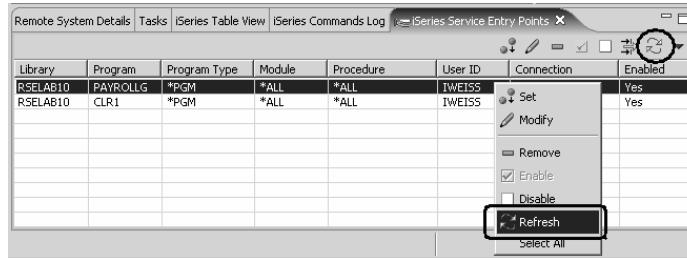 Remote System Details Tasks iSeries Table View iSeries Commands Log iSeries Service Entry Points
Library Program Program Type Module Procedure User ID Connection Enabled
RSELAB10 PAYROLLG *PGM *ALL *ALL IWEISS Yes
RSELAB10 CLR1 *PGM *ALL *ALL IWEISS Yes
Set
Modify
Remove
Enable
Disable
Refresh
Select All